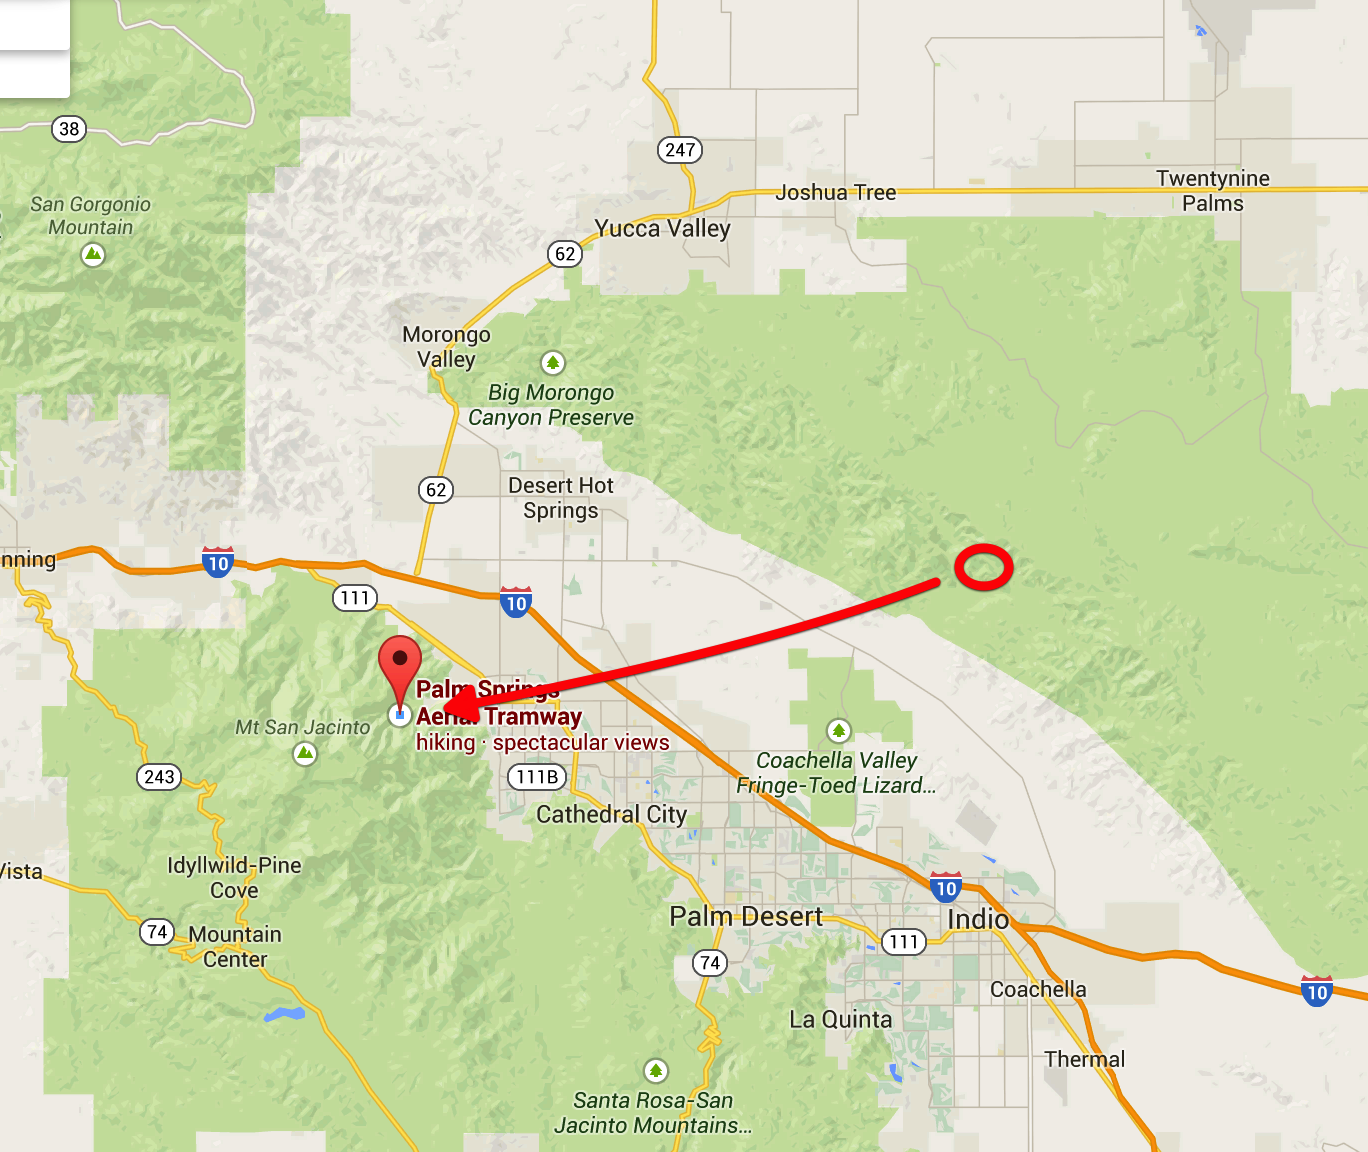 38
247
San Gorgonio
Mountain
Joshua Tree
Twentynine
Palms
Yucca Valley
62
Morongo
Valley
Big Morongo
Canyon Preserve
62
Desert Hot
Springs
nning
10
111
10
Palm Springs
Aerial Tramway
hiking · spectacular views
Mt San Jacinto
243
111B
Coachella Valley
Fringe-Toed Lizard...
Cathedral City
Vista
Idyllwild-Pine
Cove
10
74
Mountain
Center
Palm Desert
Indio
111
74
Coachella
10
La Quinta
Thermal
Santa Rosa-San
Jacinto Mountains...